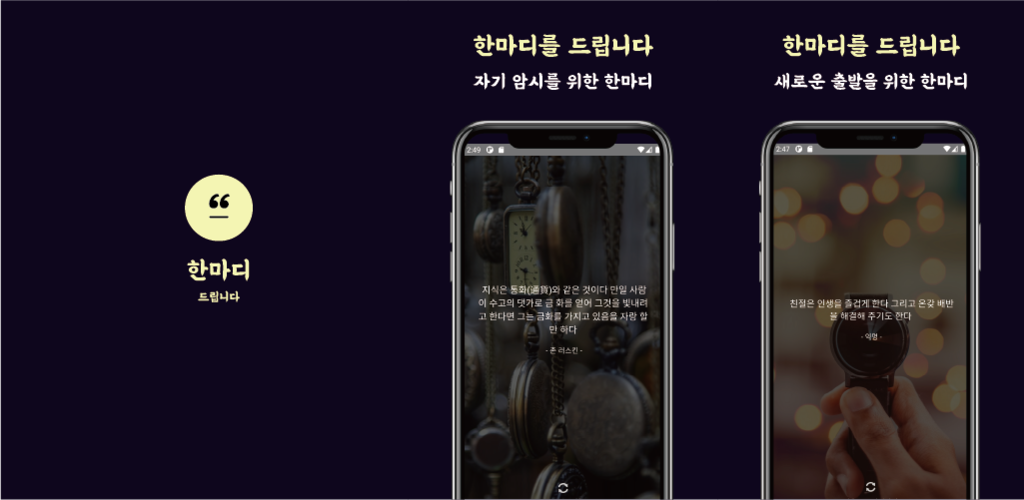 한마디
드립니다
한마디를 드립니다
자기 암시를 위한 한마디
2:49
지식은 통화(通貨)와 같은 것이다 만일 사람
이 수고의 댓가로 금 화를 얻어 그것을 빛내려
고 한다면 그는 금화를 가지고 있음을 자랑 할
만 하다
- 존 러스킨 -
한마디를 드립니다
새로운 출발을 위한 한마디
2:47
친절은 인생을 즐겁게 한다 그리고 온갖 배반
을 해결해 주기도 한다
- 익명 -